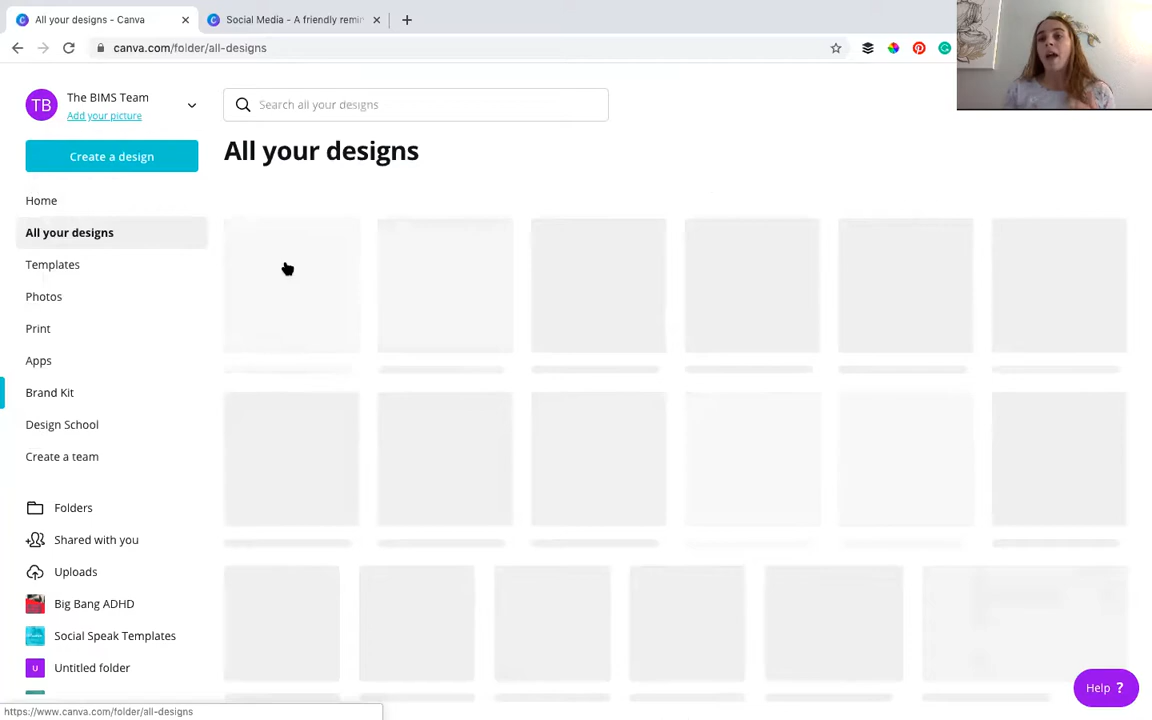 All your designs - Canva
Social Media - A friendly remin
canva.com/folder/all-designs
TB
The BIMS Team
Add your picture
Search all your designs
Create a design
All your designs
Home
All your designs
Templates
Photos
Print
Apps
Brand Kit
Design School
Create a team
Folders
Shared with you
Uploads
Big Bang ADHD
Social Speak Templates
U
Untitled folder
Help ?
https://www.canva.com/folder/all-designs